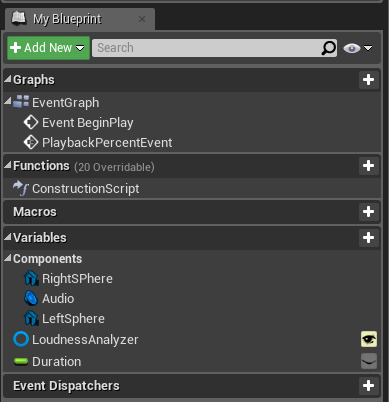 My Blueprint
Add New Search
Graphs
EventGraph
Event BeginPlay
PlaybackPercentEvent
Functions (20 Overridable)
ConstructionScript
Macros
Variables
Components
RightSPhere
Audio
LeftSphere
LoudnessAnalyzer
Duration
Event Dispatchers